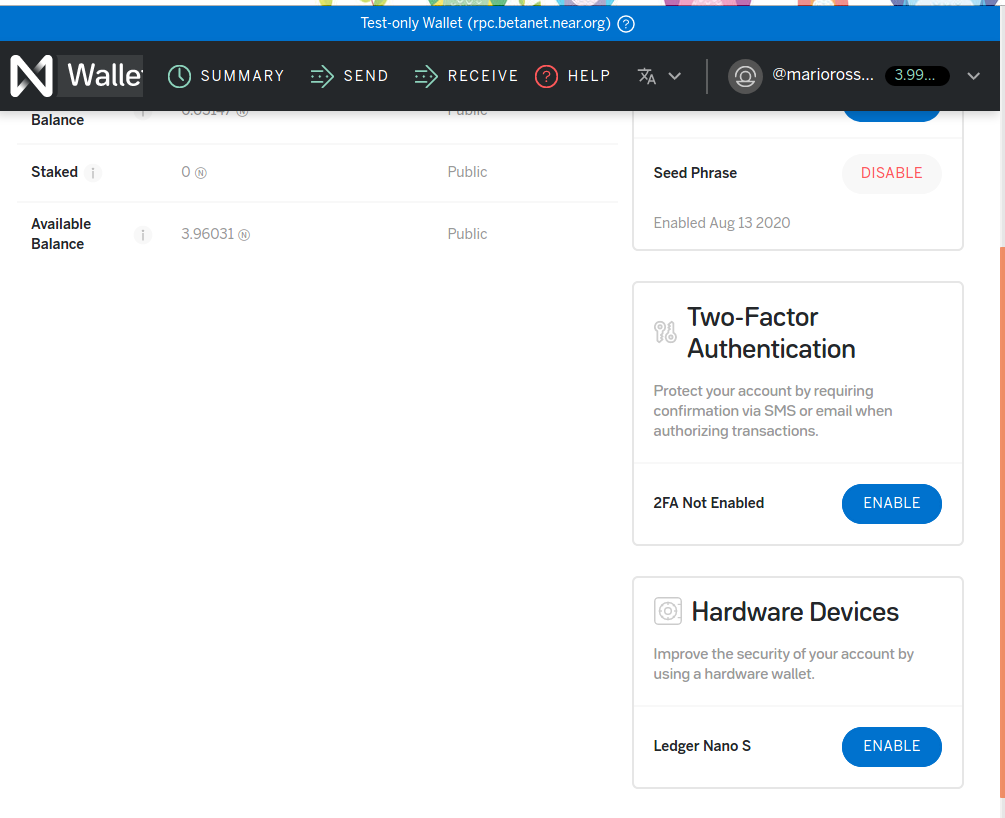 Test-only Wallet (rpc.betanet.near.org) ?
Walle
SUMMARY
SEND
RECEIVE
? HELP
@marioross...
3.99...
Balance
i
Public
Staked i
0 N
Public
Available
Balance
i
3.96031 N
Public
Seed Phrase
DISABLE
Enabled Aug 13 2020
Two-Factor
Authentication
Protect your account by requiring
confirmation via SMS or email when
authorizing transactions.
2FA Not Enabled
ENABLE
Hardware Devices
Improve the security of your account by
using a hardware wallet.
Ledger Nano S
ENABLE